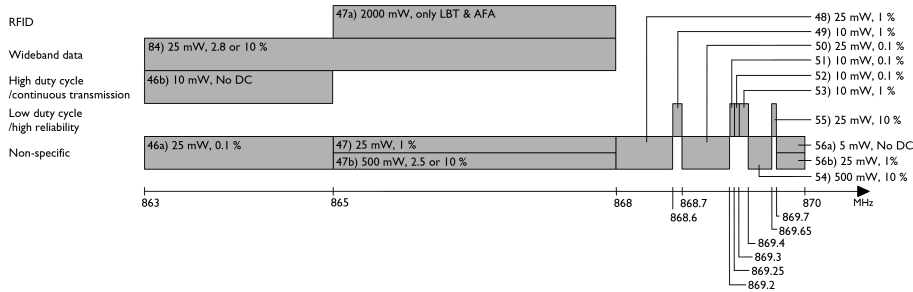 RFID
47a) 2000 mW, only LBT & AFA
48) 25 mW, 1 %
49) 10 mW, 1 %
Wideband data
84) 25 mW, 2.8 or 10 %
50) 25 mW, 0.1 %
51) 10 mW, 0.1 %
High duty cycle
/continuous transmission
46b) 10 mW, No DC
52) 10 mW, 0.1 %
53) 10 mW, 1 %
Low duty cycle
/high reliability
55) 25 mW, 10 %
Non-specific
46a) 25 mW, 0.1 %
47) 25 mW, 1 %
47b) 500 mW, 2.5 or 10 %
56a) 5 mW, No DC
56b) 25 mW, 1%
54) 500 mW, 10 %
863
865
868
868.6
868.7
869.7
870
MHz
869.65
869.4
869.3
869.25
869.2